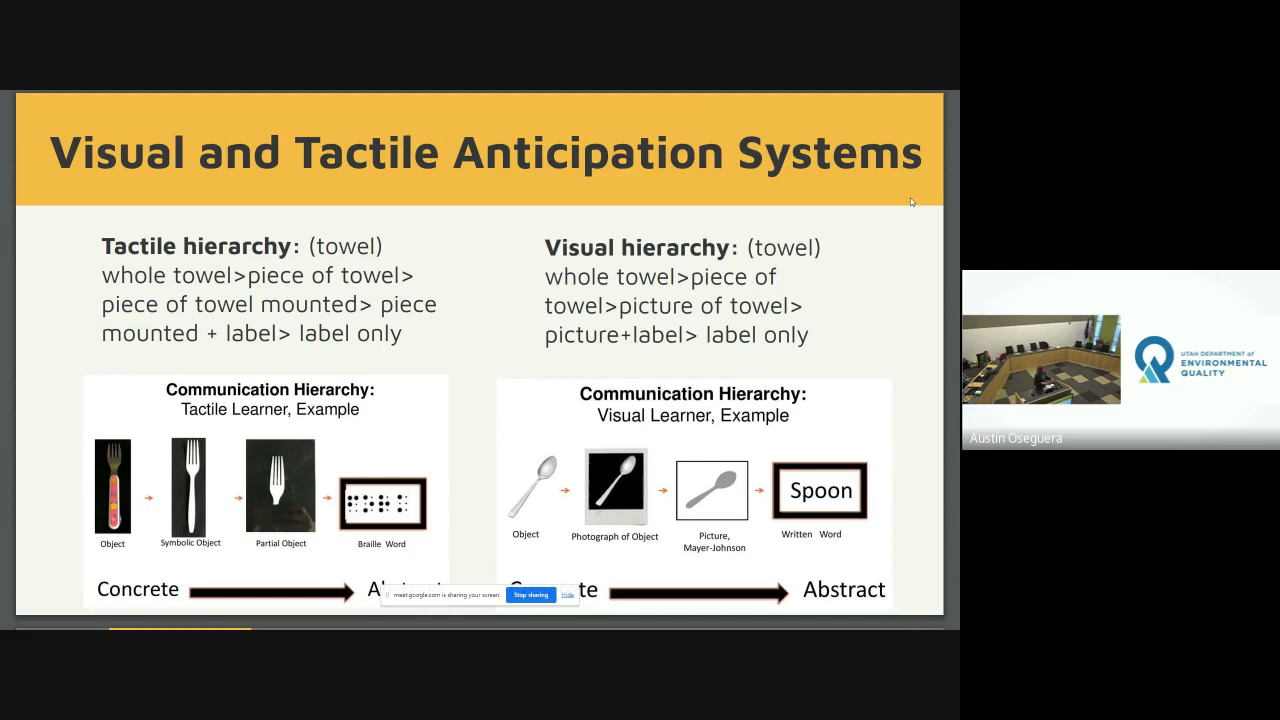 Visual and Tactile Anticipation Systems
Tactile hierarchy: (towel)
whole towel>piece of towel>
piece of towel mounted> piece
mounted + label> label only
Visual hierarchy: (towel)
whole towel>piece of
towel>picture of towel>
picture+label> label only
Communication Hierarchy:
Tactile Learner, Example
Object
Symbolic Object
Partial Object
Braille Word
Concrete
Communication Hierarchy:
Visual Learner, Example
Spoon
Object
Photograph of Object
Picture,
Mayer-Johnson
Written Word
Abstract
meet.google.com is sharing your screen.
Stop sharing
Hide
UTAH DEPARTMENT of
ENVIRONMENTAL
QUALITY
Austin Oseguera